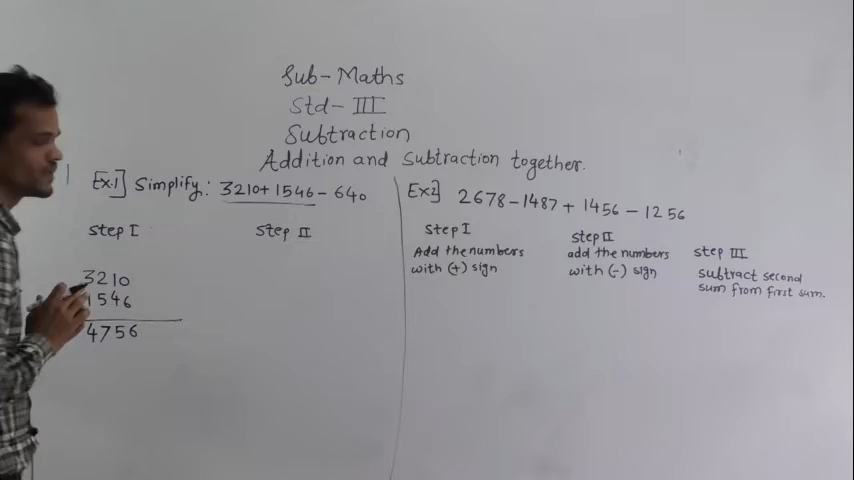 Sub-Maths
Std-III
Subtraction
Addition and Subtraction together.
Ex.1] Simplify: 3210+1546-640
Step I
Step II
3210
1546
4756
Ex2] 2678-1487+1456-1256
Step I
Add the numbers
with (+) sign
Step II
add the numbers
with (-) sign
Step III
subtract second
sum from first sum.